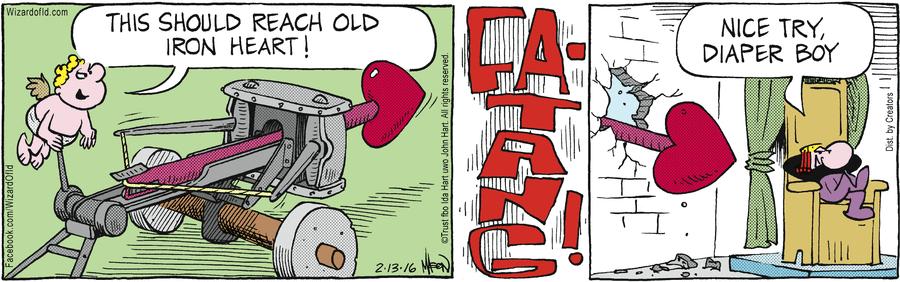 WizardofId.com
THIS SHOULD REACH OLD
IRON HEART!
Facebook.com/WizardOfId
2-13-16
©Trust fbo Ida Hart uwo John Hart. All rights reserved.
CA-
TANG!
NICE TRY,
DIAPER BOY
Dist. by Creators